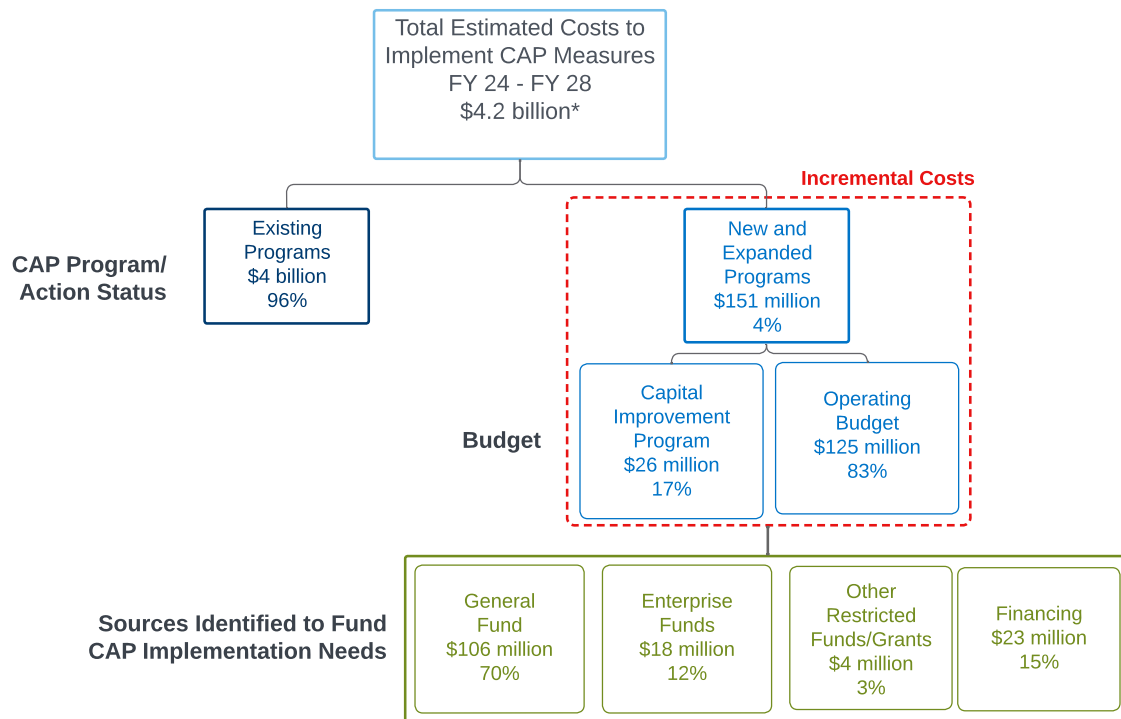 Total Estimated Costs to
Implement CAP Measures
FY 24 - FY 28
$4.2 billion*
Incremental Costs
CAP Program/
Action Status
Existing
Programs
$4 billion
96%
New and
Expanded
Programs
$151 million
4%
Budget
Capital
Improvement
Program
$26 million
17%
Operating
Budget
$125 million
83%
Sources Identified to Fund
CAP Implementation Needs
General
Fund
$106 million
70%
Enterprise
Funds
$18 million
12%
Other
Restricted
Funds/Grants
$4 million
3%
Financing
$23 million
15%